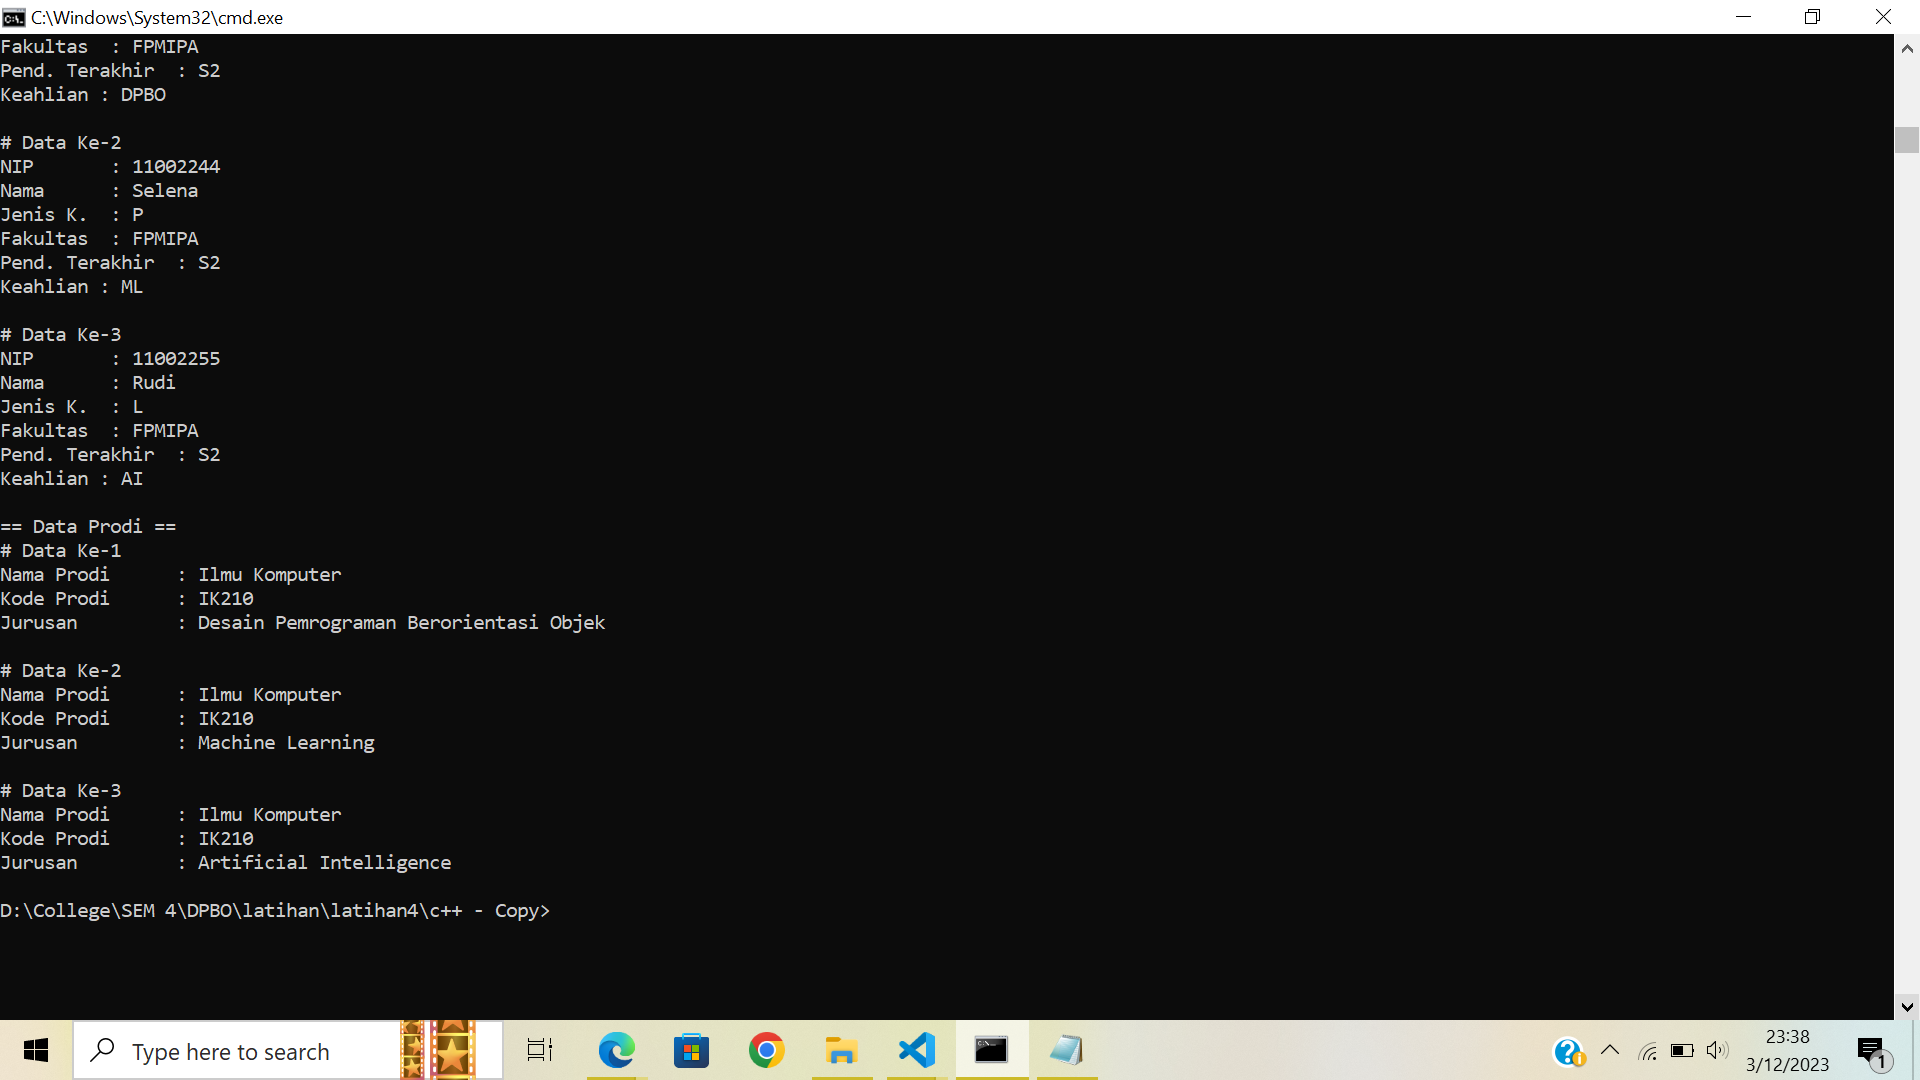 C:\Windows\System32\cmd.exe
Fakultas  : FPMIPA
Pend. Terakhir  : S2
Keahlian : DPBO

# Data Ke-2
NIP       : 11002244
Nama      : Selena
Jenis K.  : P
Fakultas  : FPMIPA
Pend. Terakhir  : S2
Keahlian : ML

# Data Ke-3
NIP       : 11002255
Nama      : Rudi
Jenis K.  : L
Fakultas  : FPMIPA
Pend. Terakhir  : S2
Keahlian : AI

== Data Prodi ==
# Data Ke-1
Nama Prodi      : Ilmu Komputer
Kode Prodi      : IK210
Jurusan         : Desain Pemrograman Berorientasi Objek

# Data Ke-2
Nama Prodi      : Ilmu Komputer
Kode Prodi      : IK210
Jurusan         : Machine Learning

# Data Ke-3
Nama Prodi      : Ilmu Komputer
Kode Prodi      : IK210
Jurusan         : Artificial Intelligence

D:\College\SEM 4\DPBO\latihan\latihan4\c++ - Copy>
Type here to search
23:38
3/12/2023
1